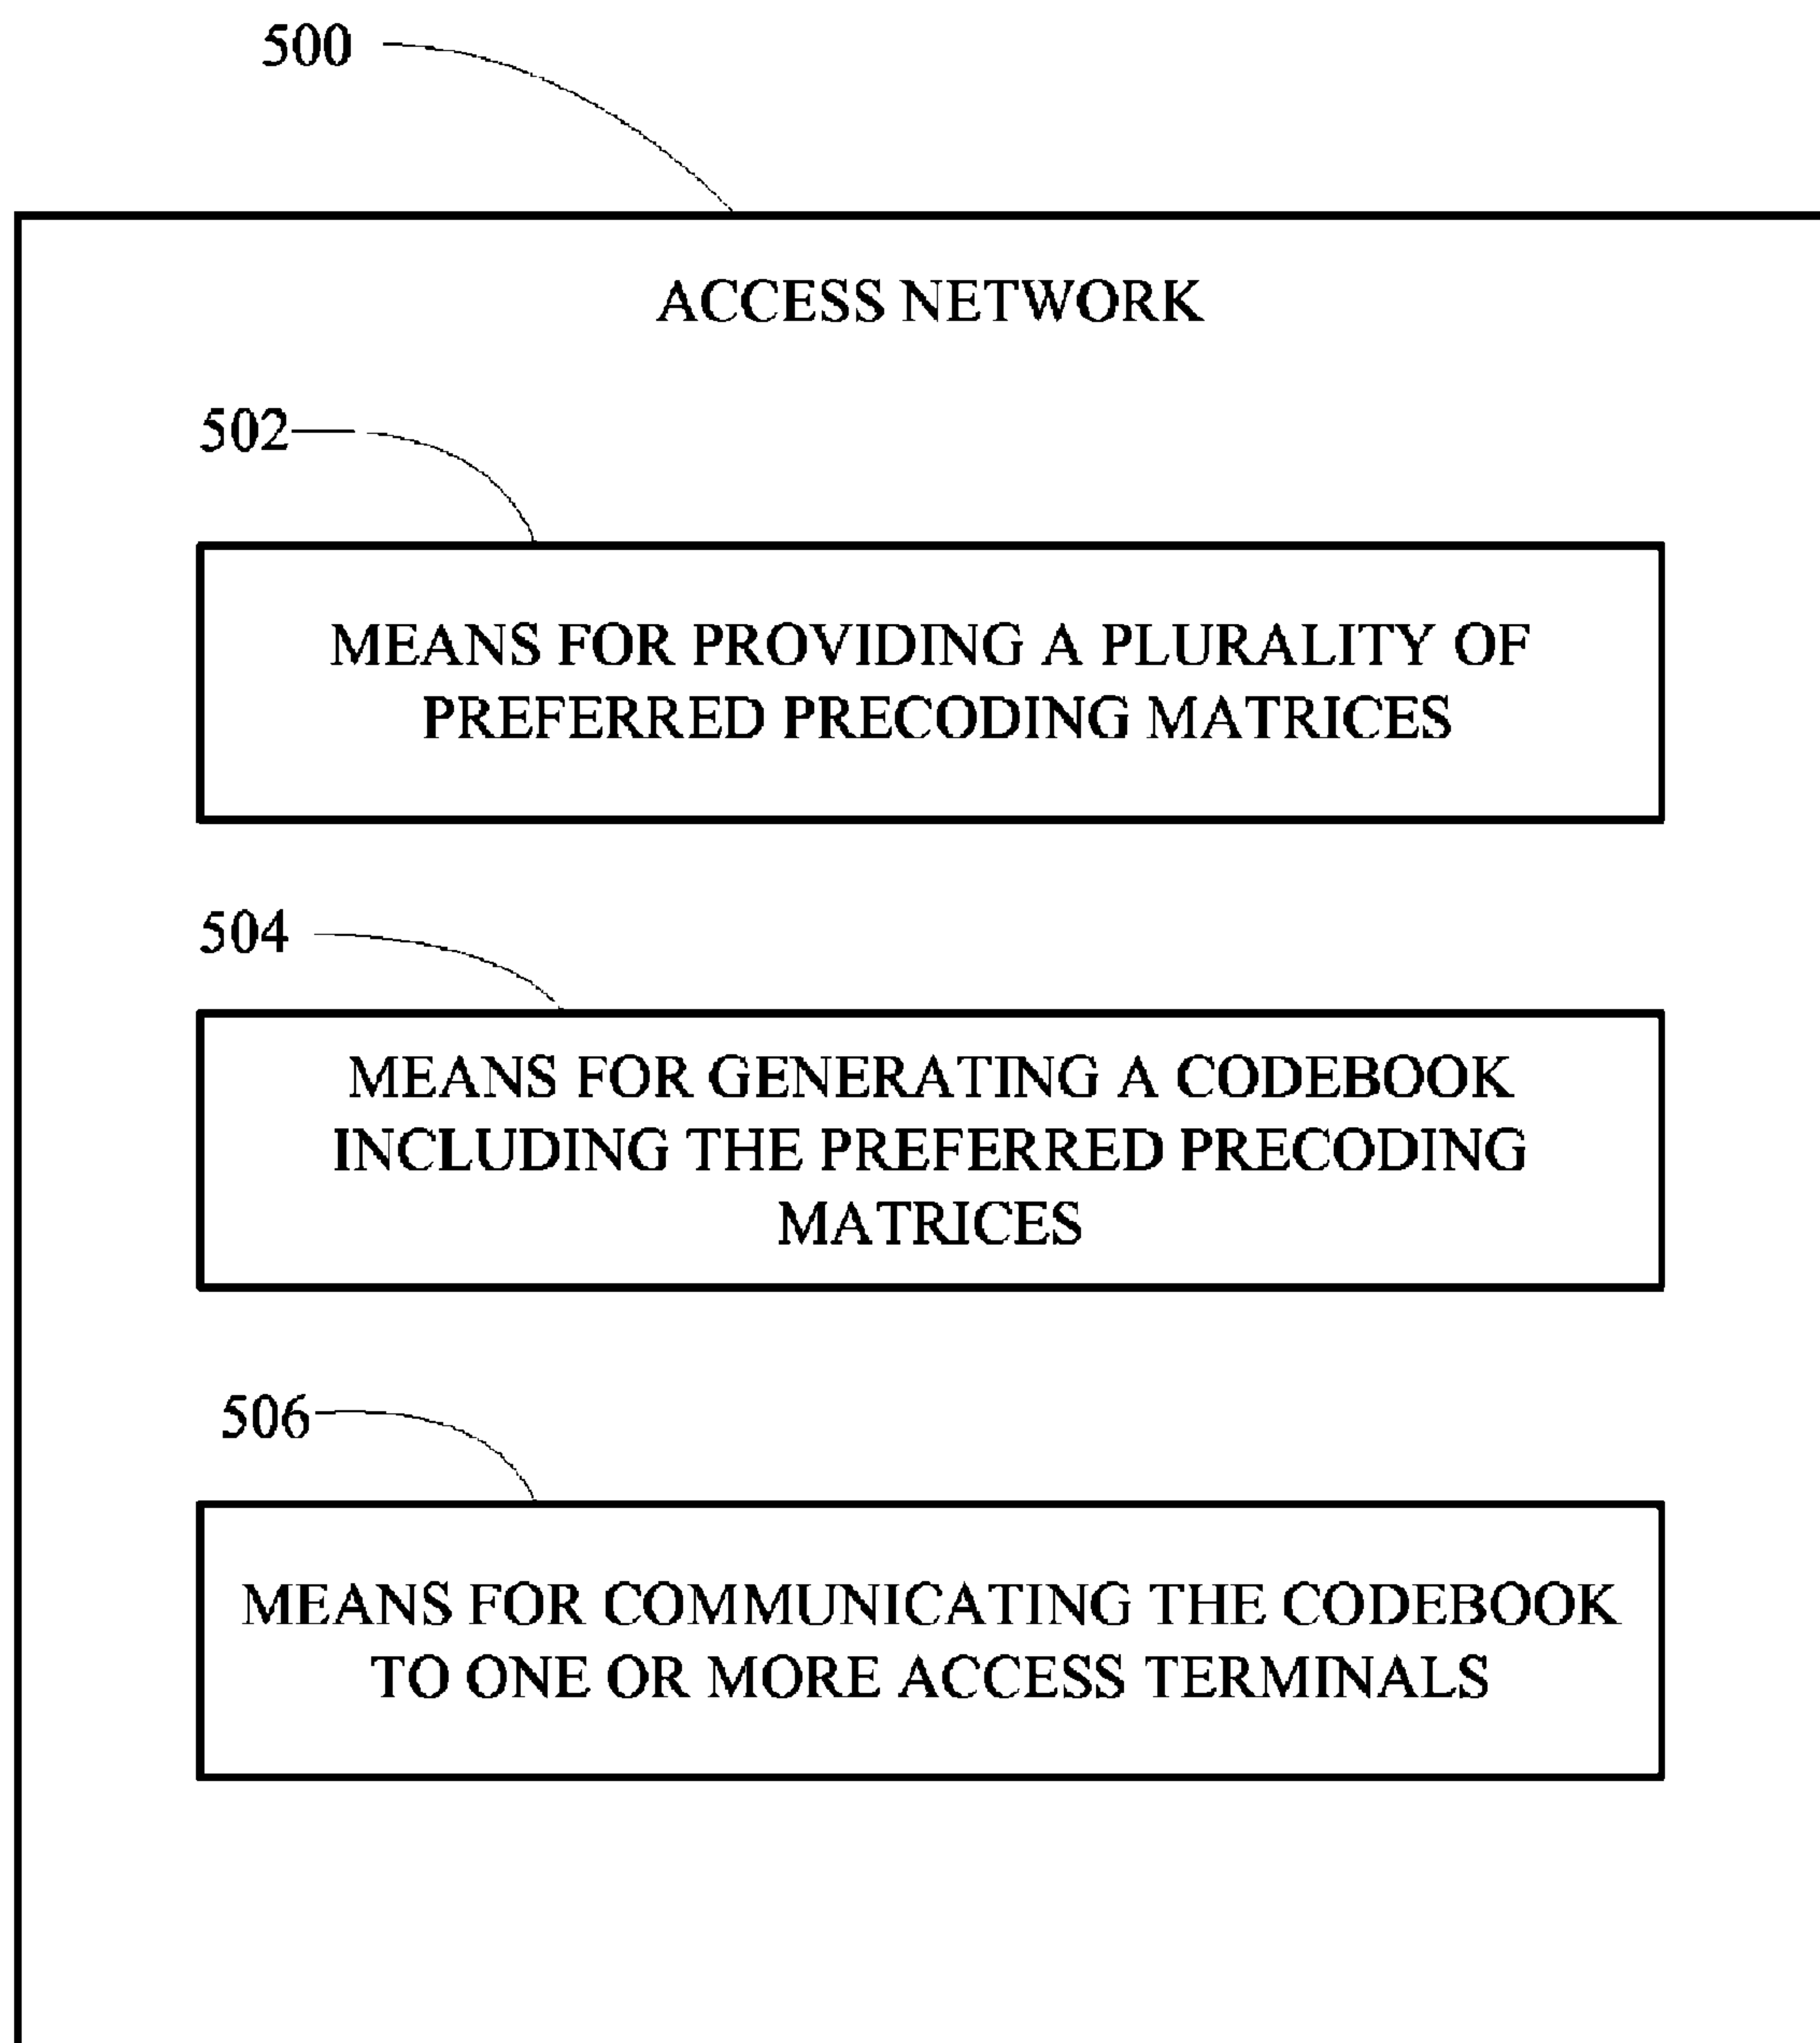 500
ACCESS NETWORK
502
MEANS FOR PROVIDING A PLURALITY OF
PREFERRED PRECODING MATRICES
504
MEANS FOR GENERATING A CODEBOOK
INCLUDING THE PREFERRED PRECODING
MATRICES
506
MEANS FOR COMMUNICATING THE CODEBOOK
TO ONE OR MORE ACCESS TERMINALS